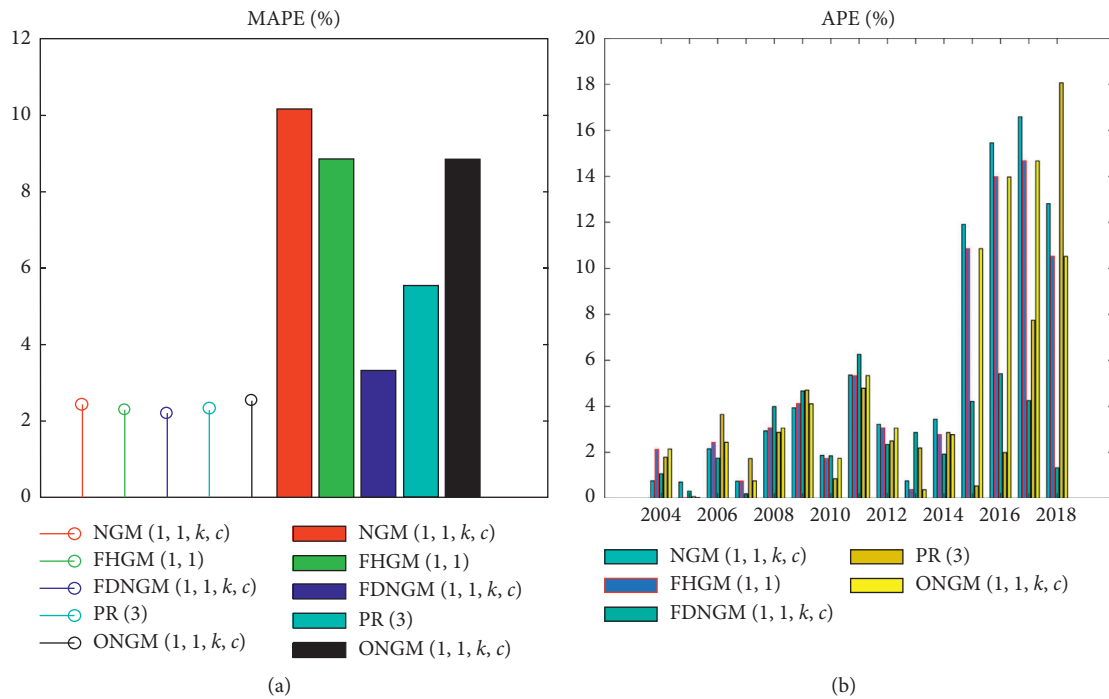 MAPE (%)
12
10
8
6
4
2
0
NGM (1, 1, k, c)
FHGM (1, 1)
FDNGM (1, 1, k, c)
PR (3)
ONGM (1, 1, k, c)
NGM (1, 1, k, c)
FHGM (1, 1)
FDNGM (1, 1, k, c)
PR (3)
ONGM (1, 1, k, c)
(a)
APE (%)
20
18
16
14
12
10
8
6
4
2
0
2004 2006 2008 2010 2012 2014 2016 2018
NGM (1, 1, k, c)
FHGM (1, 1)
FDNGM (1, 1, k, c)
PR (3)
ONGM (1, 1, k, c)
(b)